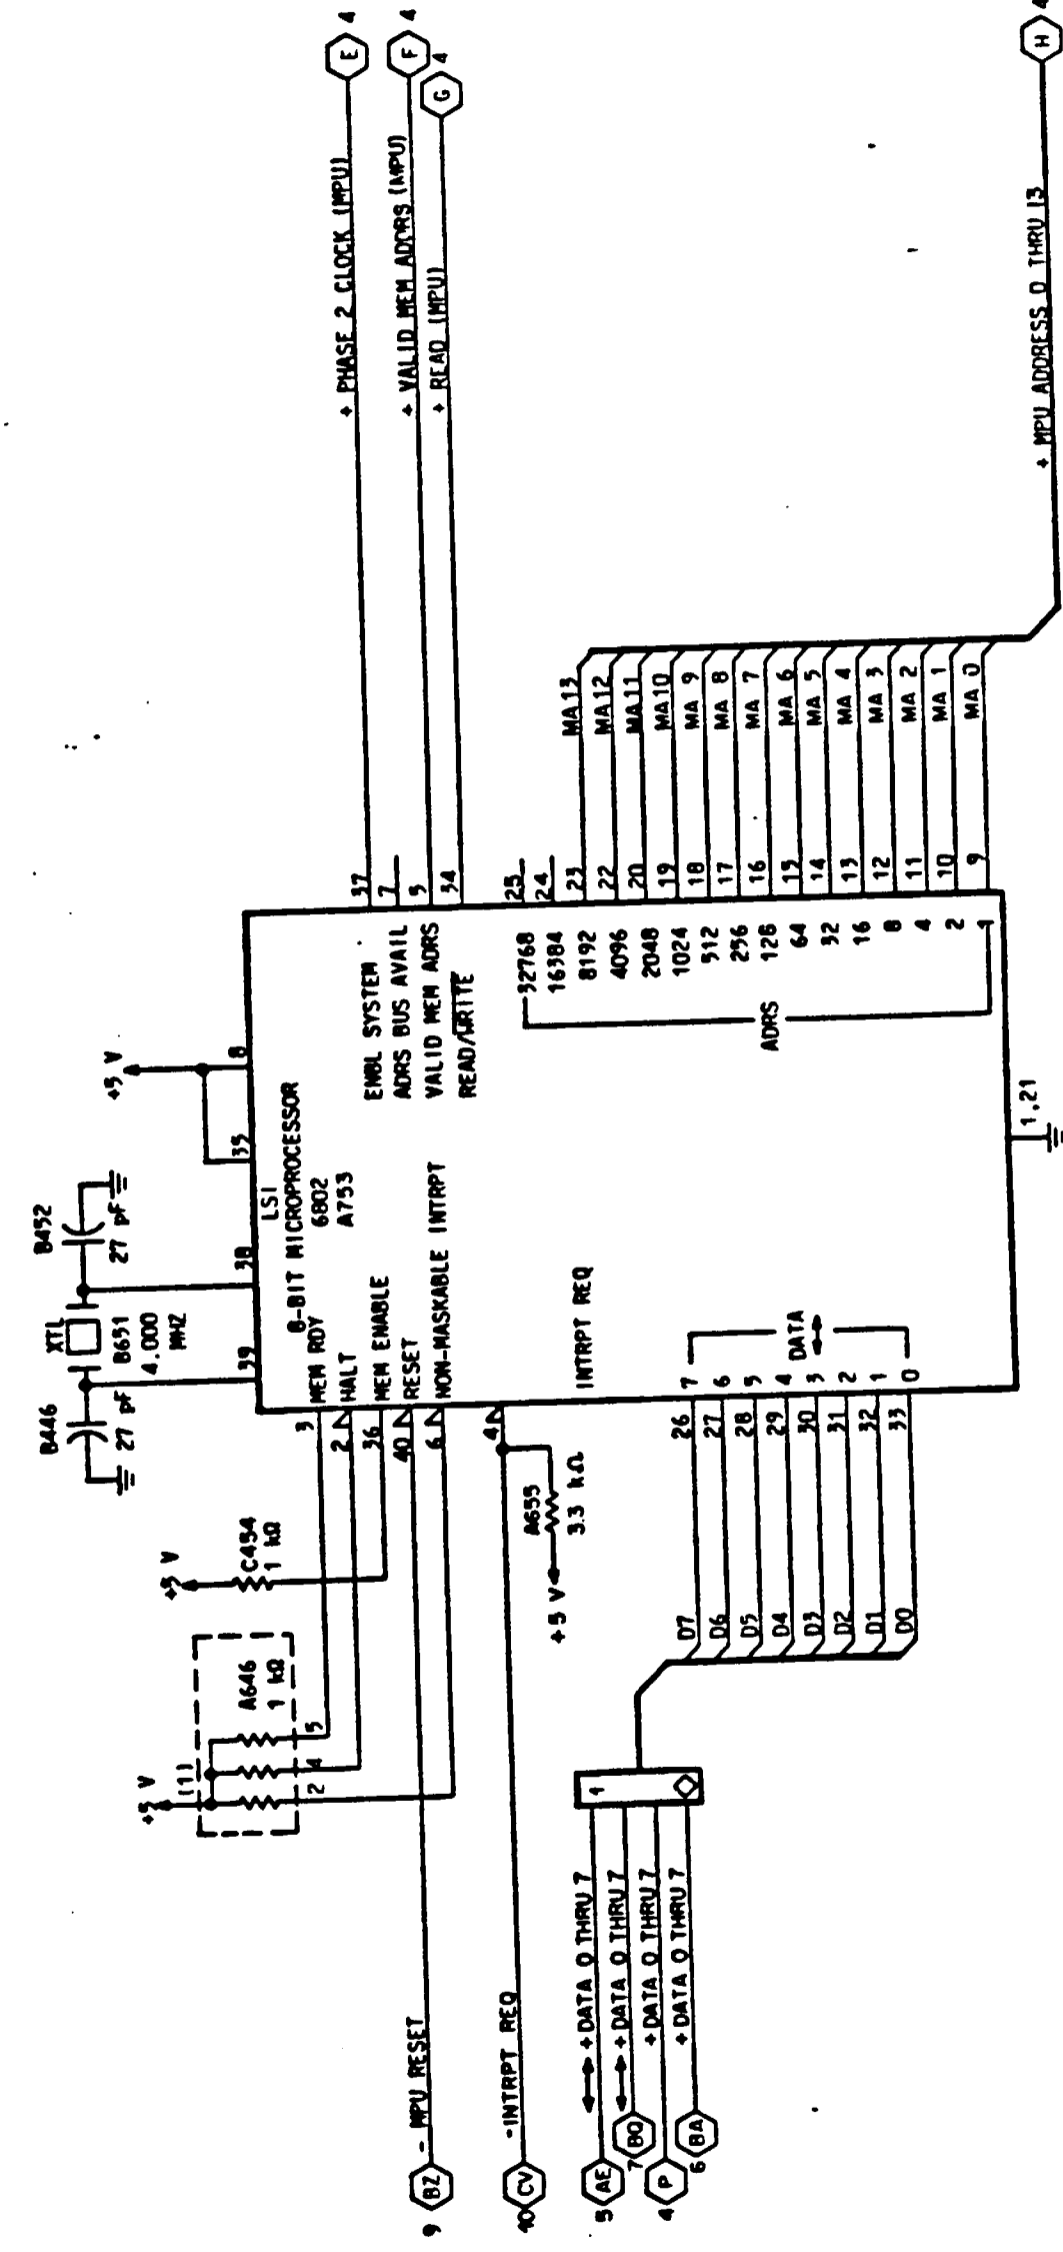 B446
27 pF
XTL
B651
4.000
MHZ
B452
27 pF
+5 V
39
38
35
8
LSI
8-BIT MICROPROCESSOR
6802
A753
+5 V
(1)
A646
1 kΩ
2
4
5
+5 V
C454
1 kΩ
3
MEM RDY
2
HALT
36
MEM ENABLE
40
RESET
6
NON-MASKABLE INTRPT
4
INTRPT REQ
A655
3.3 kΩ
+5 V
9
BZ
- MPU RESET
10
CV
-INTRPT REQ
5
AE
+DATA 0 THRU 7
7
BQ
+DATA 0 THRU 7
4
P
+DATA 0 THRU 7
6
BA
+DATA 0 THRU 7
1
D7 26 7
D6 27 6
D5 28 5
D4 29 4
D3 30 3
D2 31 2
D1 32 1
D0 33 0
DATA
ENBL SYSTEM 37
+ PHASE 2 CLOCK (MPU)
E 4
ADRS BUS AVAIL 7
VALID MEM ADRS 5
+ VALID MEM ADDRS (MPU)
F 4
READ/WRITE 34
+ READ (MPU)
G 4
32768 25
16384 24
8192 23 MA13
4096 22 MA12
2048 20 MA11
1024 19 MA10
512 18 MA 9
256 17 MA 8
128 16 MA 7
64 15 MA 6
32 14 MA 5
16 13 MA 4
8 12 MA 3
4 11 MA 2
2 10 MA 1
1 9 MA 0
ADRS
+ MPU ADDRESS 0 THRU 13
H 4
1,21